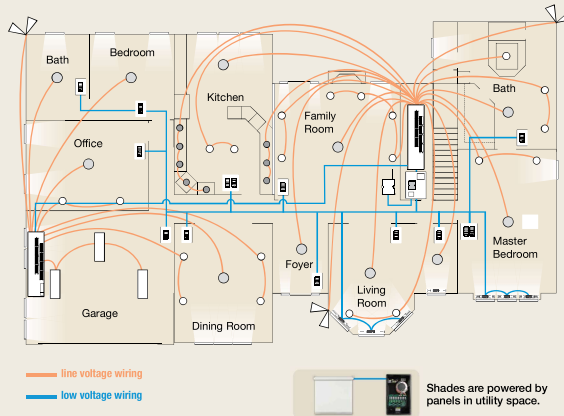 Bath
Bedroom
Kitchen
Family
Room
Bath
Office
Foyer
Living
Room
Master
Bedroom
Garage
Dining Room
line voltage wiring
low voltage wiring
Shades are powered by
panels in utility space.